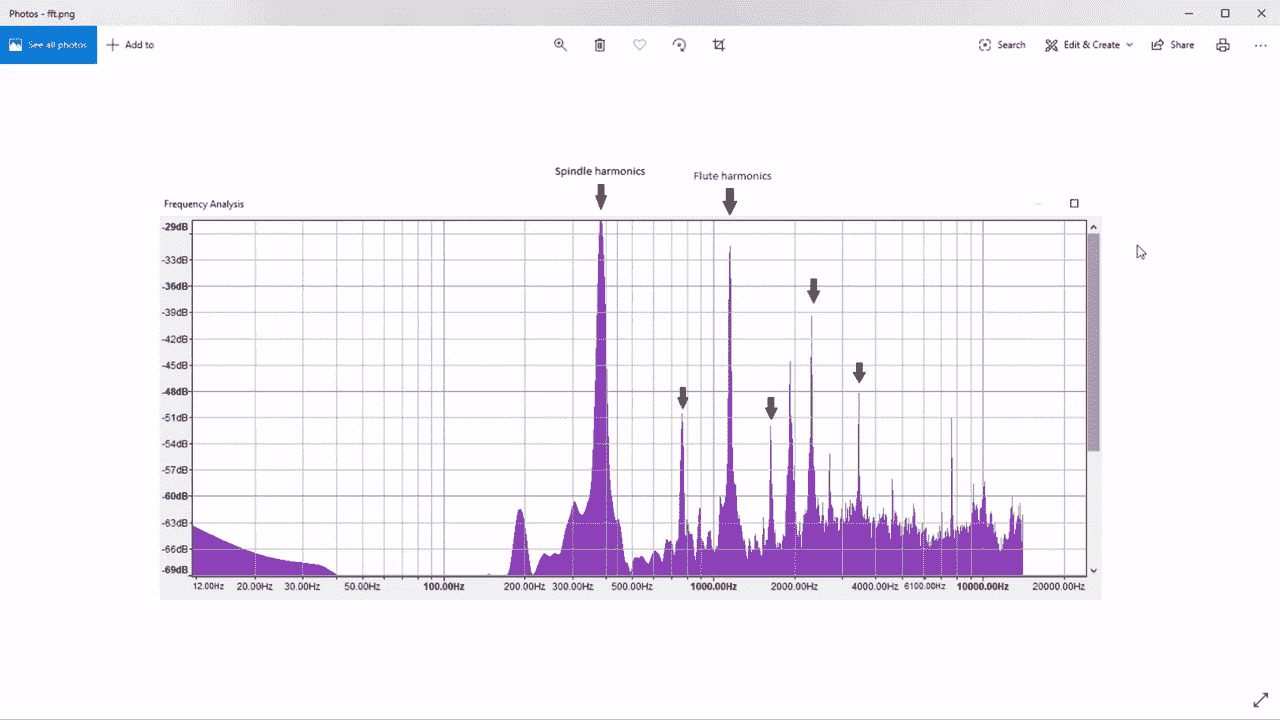 Photos - fft.png
See all photos
Add to
Search
Edit & Create
Share
Spindle harmonics
Flute harmonics
Frequency Analysis
-29dB
-33dB
-36dB
-39dB
-42dB
-45dB
-48dB
-51dB
-54dB
-57dB
-60dB
-63dB
-66dB
-69dB
12.00Hz 20.00Hz 30.00Hz 50.00Hz 100.00Hz 200.00Hz 300.00Hz 500.00Hz 1000.00Hz 2000.00Hz 4000.00Hz 6100.00Hz 10000.00Hz 20000.00Hz